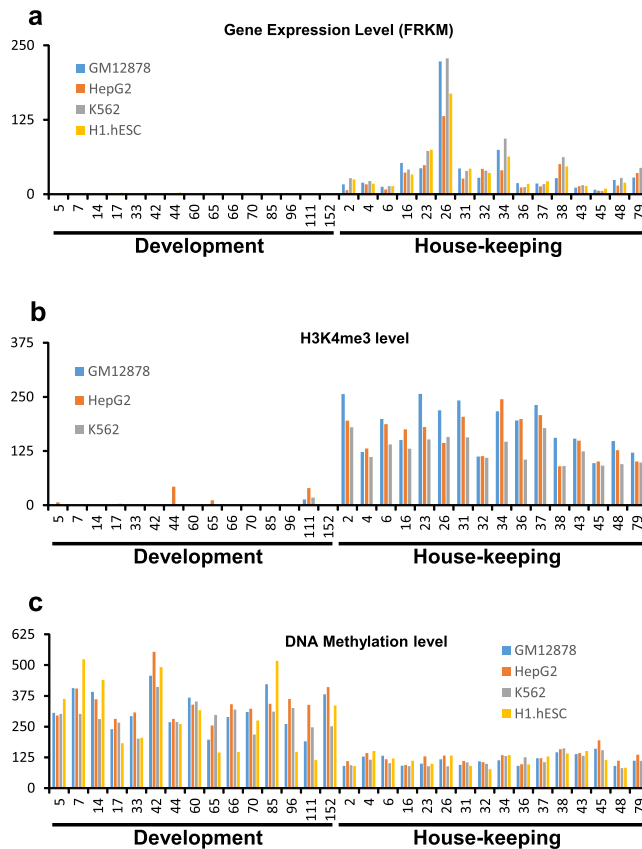 a
Gene Expression Level (FRKM)
250
125
0
GM12878
HepG2
K562
H1.hESC
5 7 14 17 33 42 44 60 65 66 70 85 96 111 152 2 4 6 16 23 26 31 32 34 36 37 38 43 45 48 79
Development House-keeping
b
H3K4me3 level
375
250
125
0
GM12878
HepG2
K562
5 7 14 17 33 42 44 60 65 66 70 85 96 111 152 2 4 6 16 23 26 31 32 34 36 37 38 43 45 48 79
Development House-keeping
c
DNA Methylation level
625
500
375
250
125
0
GM12878
HepG2
K562
H1.hESC
5 7 14 17 33 42 44 60 65 66 70 85 96 111 152 2 4 6 16 23 26 31 32 34 36 37 38 43 45 48 79
Development House-keeping